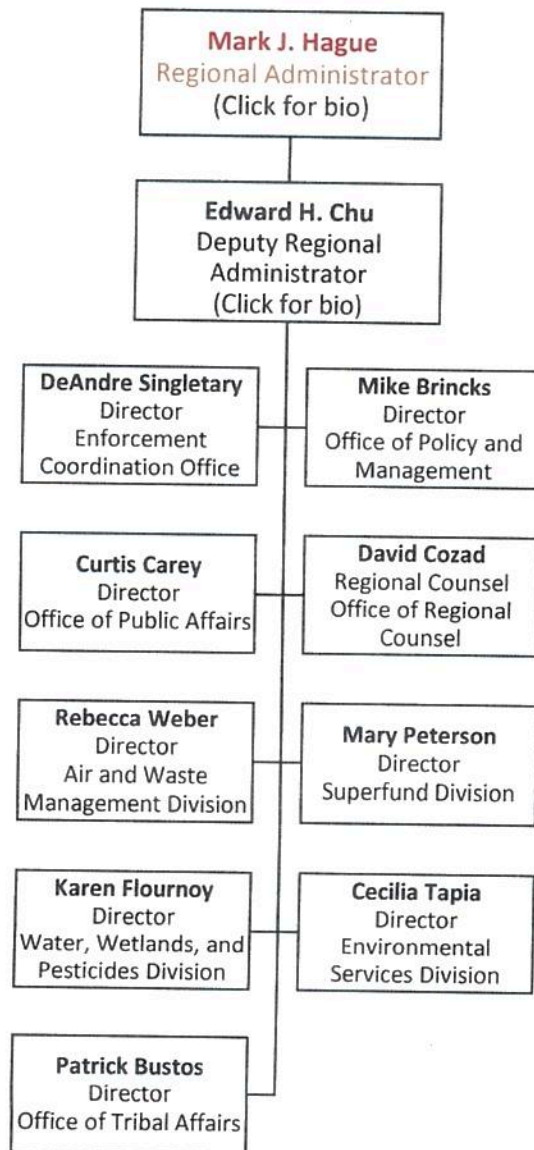 Mark J. Hague
Regional Administrator
(Click for bio)
Edward H. Chu
Deputy Regional
Administrator
(Click for bio)
DeAndre Singletary
Director
Enforcement
Coordination Office
Mike Brincks
Director
Office of Policy and
Management
Curtis Carey
Director
Office of Public Affairs
David Cozad
Regional Counsel
Office of Regional
Counsel
Rebecca Weber
Director
Air and Waste
Management Division
Mary Peterson
Director
Superfund Division
Karen Flournoy
Director
Water, Wetlands, and
Pesticides Division
Cecilia Tapia
Director
Environmental
Services Division
Patrick Bustos
Director
Office of Tribal Affairs